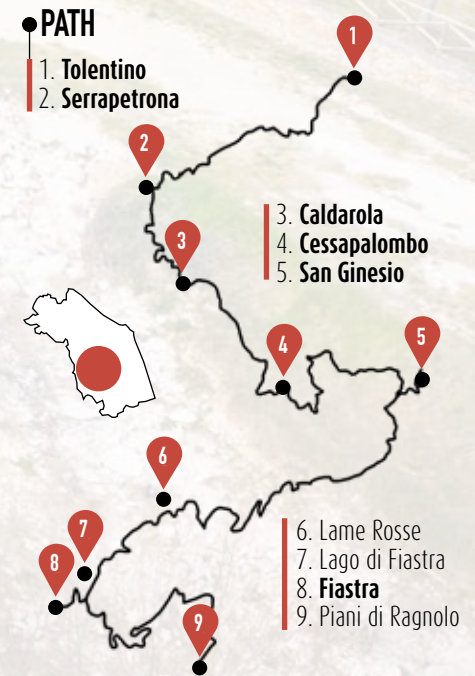 PATH
1. Tolentino
2. Serrapetrona
1
2
3
3. Caldarola
4. Cessapalombo
5. San Ginesio
4
5
6
6. Lame Rosse
7. Lago di Fiastra
8. Fiastra
9. Piani di Ragnolo
7
8
9